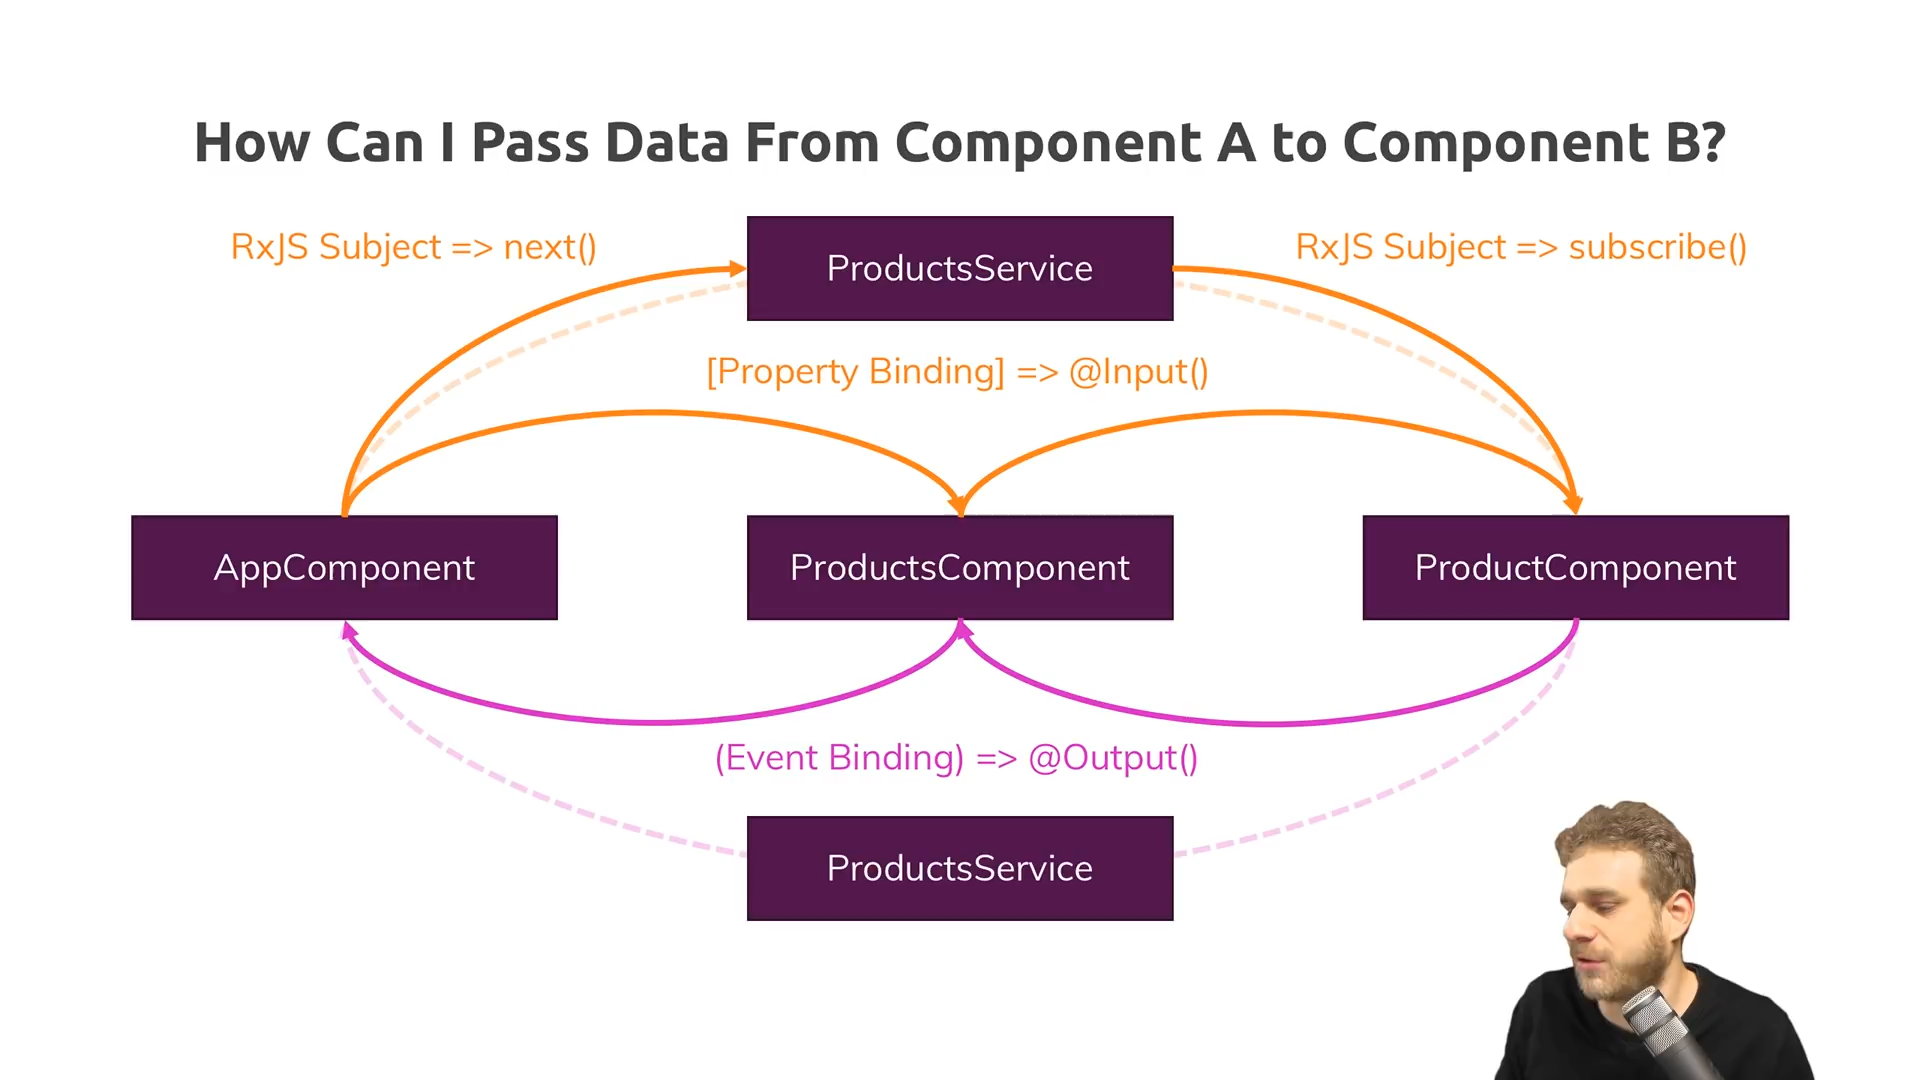 How Can I Pass Data From Component A to Component B?
RxJS Subject => next()
ProductsService
RxJS Subject => subscribe()
[Property Binding] => @Input()
AppComponent
ProductsComponent
ProductComponent
(Event Binding) => @Output()
ProductsService